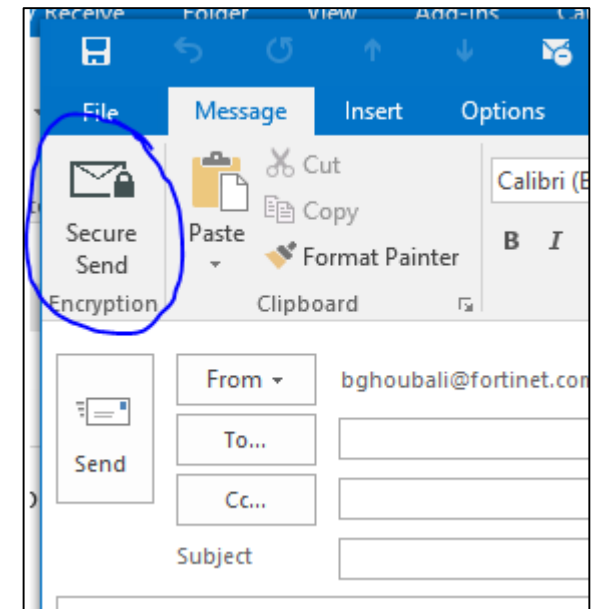 Receive Folder View Add-Ins
File Message Insert Options
Secure Send
Paste
Cut
Copy
Format Painter
Calibri
B I
Encryption Clipboard
From bghoubali@fortinet.com
Send
To...
Cc...
Subject